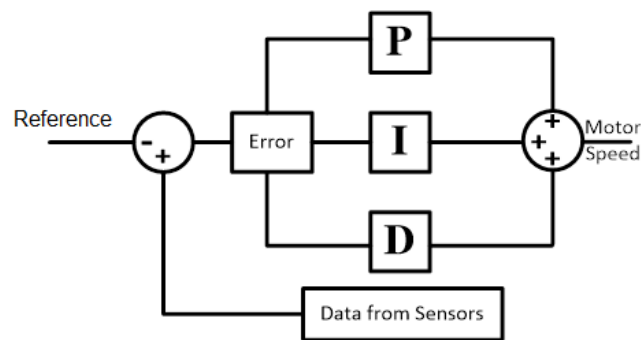 P
Reference
-
+
Error
I
+
+
+
Motor
Speed
D
Data from Sensors